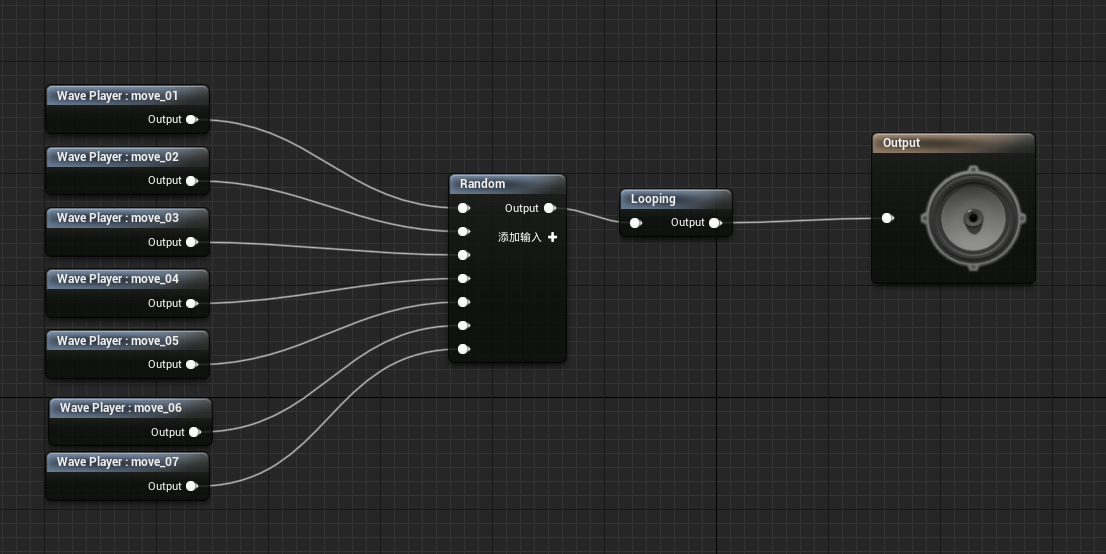 Wave Player : move_01
Output
Wave Player : move_02
Output
Wave Player : move_03
Output
Wave Player : move_04
Output
Wave Player : move_05
Output
Wave Player : move_06
Output
Wave Player : move_07
Output
Random
Output
添加输入
Looping
Output
Output